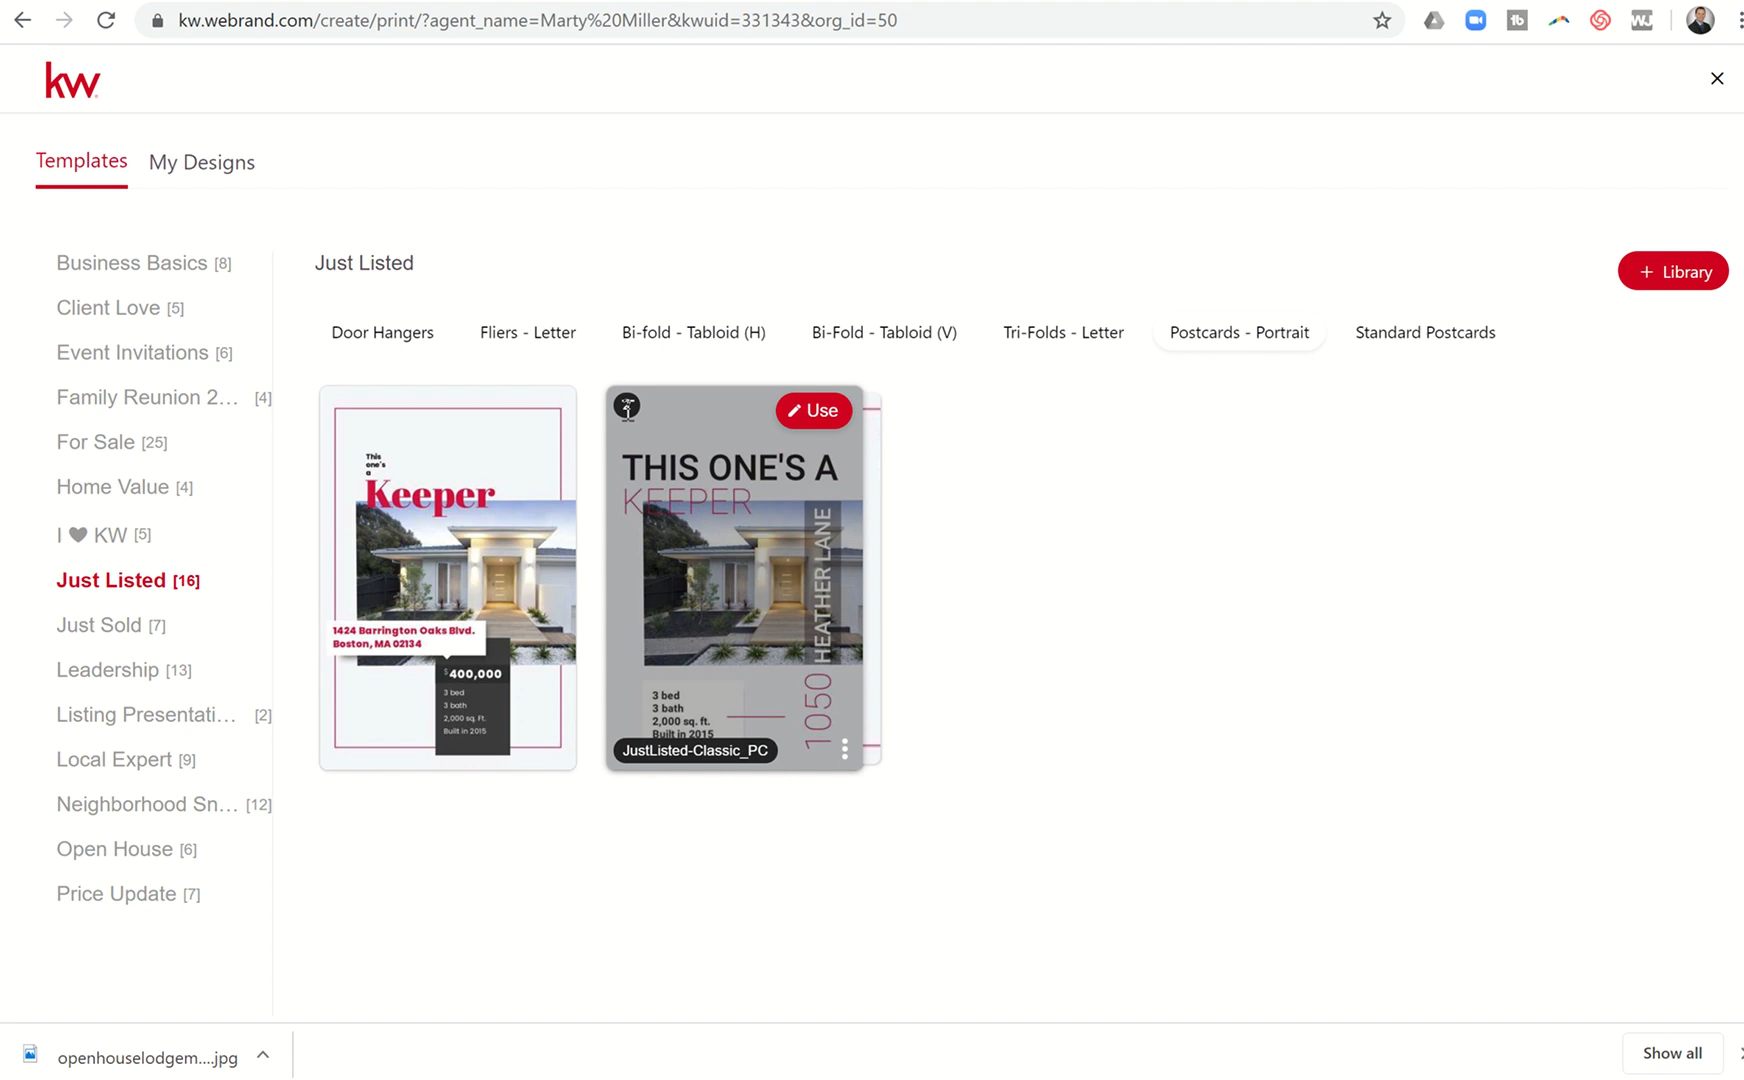 kw.webrand.com/create/print/?agent_name=Marty%20Miller&kwuid=331343&org_id=50
kw
Templates
My Designs
Business Basics [8]
Client Love [5]
Event Invitations [6]
Family Reunion 2... [4]
For Sale [25]
Home Value [4]
I ♥ KW [5]
Just Listed [16]
Just Sold [7]
Leadership [13]
Listing Presentati... [2]
Local Expert [9]
Neighborhood Sn... [12]
Open House [6]
Price Update [7]
Just Listed
+ Library
Door Hangers
Fliers - Letter
Bi-fold - Tabloid (H)
Bi-Fold - Tabloid (V)
Tri-Folds - Letter
Postcards - Portrait
Standard Postcards
This
one's
a
Keeper
1424 Barrington Oaks Blvd.
Boston, MA 02134
$400,000
3 bed
3 bath
2,000 sq. Ft.
Built in 2015
Use
THIS ONE'S A
KEEPER
1050 HEATHER LANE
3 bed
3 bath
2,000 sq. ft.
Built in 2015
JustListed-Classic_PC
openhouselodgem....jpg
Show all